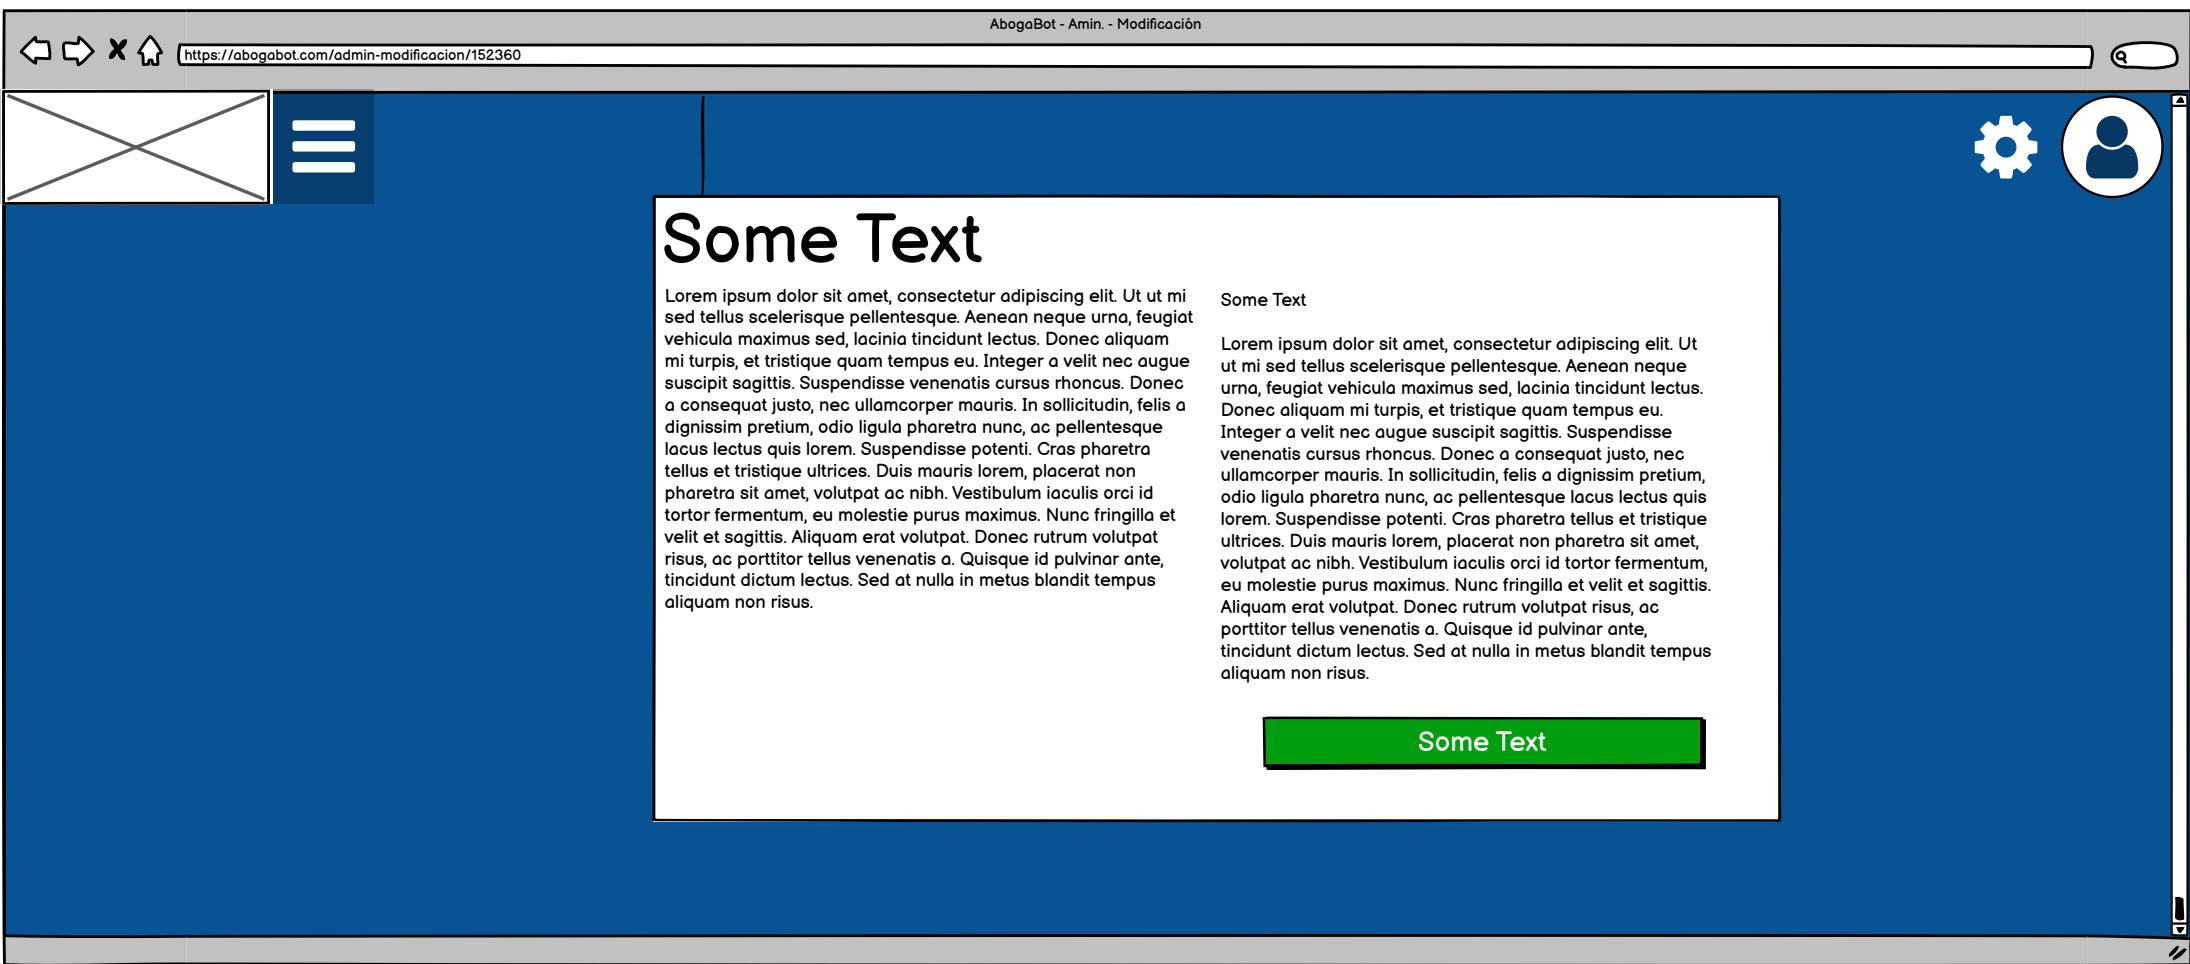 AbogaBot - Amin. - Modificación
https://abogabot.com/admin-modificacion/152360
Some Text
Lorem ipsum dolor sit amet, consectetur adipiscing elit. Ut ut mi
sed tellus scelerisque pellentesque. Aenean neque urna, feugiat
vehicula maximus sed, lacinia tincidunt lectus. Donec aliquam
mi turpis, et tristique quam tempus eu. Integer a velit nec augue
suscipit sagittis. Suspendisse venenatis cursus rhoncus. Donec
a consequat justo, nec ullamcorper mauris. In sollicitudin, felis a
dignissim pretium, odio ligula pharetra nunc, ac pellentesque
lacus lectus quis lorem. Suspendisse potenti. Cras pharetra
tellus et tristique ultrices. Duis mauris lorem, placerat non
pharetra sit amet, volutpat ac nibh. Vestibulum iaculis orci id
tortor fermentum, eu molestie purus maximus. Nunc fringilla et
velit et sagittis. Aliquam erat volutpat. Donec rutrum volutpat
risus, ac porttitor tellus venenatis a. Quisque id pulvinar ante,
tincidunt dictum lectus. Sed at nulla in metus blandit tempus
aliquam non risus.
Some Text
Lorem ipsum dolor sit amet, consectetur adipiscing elit. Ut
ut mi sed tellus scelerisque pellentesque. Aenean neque
urna, feugiat vehicula maximus sed, lacinia tincidunt lectus.
Donec aliquam mi turpis, et tristique quam tempus eu.
Integer a velit nec augue suscipit sagittis. Suspendisse
venenatis cursus rhoncus. Donec a consequat justo, nec
ullamcorper mauris. In sollicitudin, felis a dignissim pretium,
odio ligula pharetra nunc, ac pellentesque lacus lectus quis
lorem. Suspendisse potenti. Cras pharetra tellus et tristique
ultrices. Duis mauris lorem, placerat non pharetra sit amet,
volutpat ac nibh. Vestibulum iaculis orci id tortor fermentum,
eu molestie purus maximus. Nunc fringilla et velit et sagittis.
Aliquam erat volutpat. Donec rutrum volutpat risus, ac
porttitor tellus venenatis a. Quisque id pulvinar ante,
tincidunt dictum lectus. Sed at nulla in metus blandit tempus
aliquam non risus.
Some Text